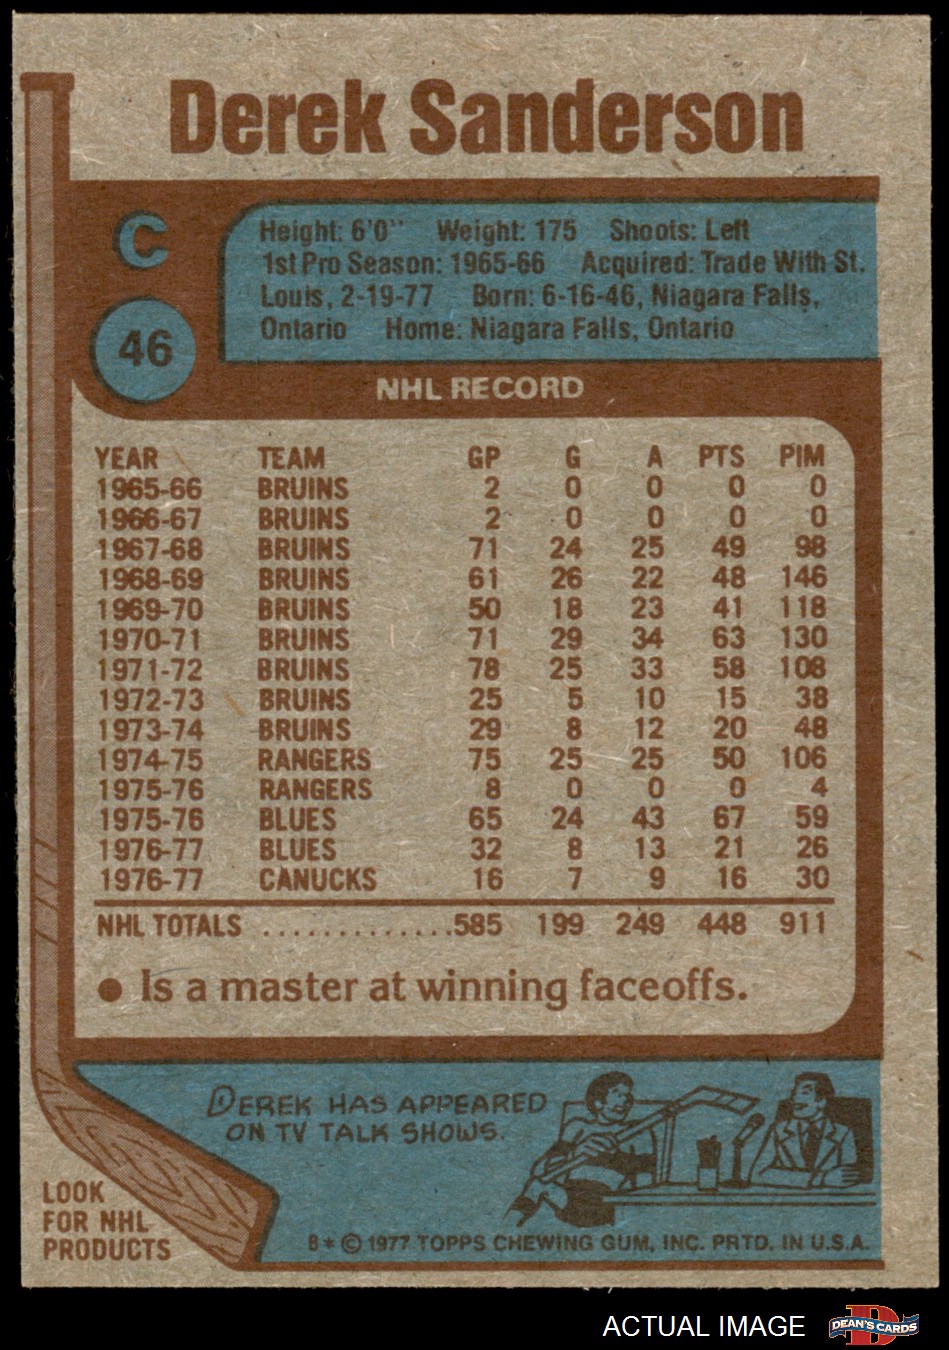 Derek Sanderson
C
46
Height: 6'0'' Weight: 175 Shoots: Left
1st Pro Season: 1965-66 Acquired: Trade With St.
Louis, 2-19-77 Born: 6-16-46, Niagara Falls,
Ontario Home: Niagara Falls, Ontario
NHL RECORD
YEAR TEAM GP G A PTS PIM
1965-66 BRUINS 2 0 0 0 0
1966-67 BRUINS 2 0 0 0 0
1967-68 BRUINS 71 24 25 49 98
1968-69 BRUINS 61 26 22 48 146
1969-70 BRUINS 50 18 23 41 118
1970-71 BRUINS 71 29 34 63 130
1971-72 BRUINS 78 25 33 58 108
1972-73 BRUINS 25 5 10 15 38
1973-74 BRUINS 29 8 12 20 48
1974-75 RANGERS 75 25 25 50 106
1975-76 RANGERS 8 0 0 0 4
1975-76 BLUES 65 24 43 67 59
1976-77 BLUES 32 8 13 21 26
1976-77 CANUCKS 16 7 9 16 30
NHL TOTALS .............585 199 249 448 911
• Is a master at winning faceoffs.
DEREK HAS APPEARED
ON TV TALK SHOWS.
LOOK
FOR NHL
PRODUCTS
B * © 1977 TOPPS CHEWING GUM, INC. PRTD. IN U.S.A.
ACTUAL IMAGE
D
DEAN'S CARDS